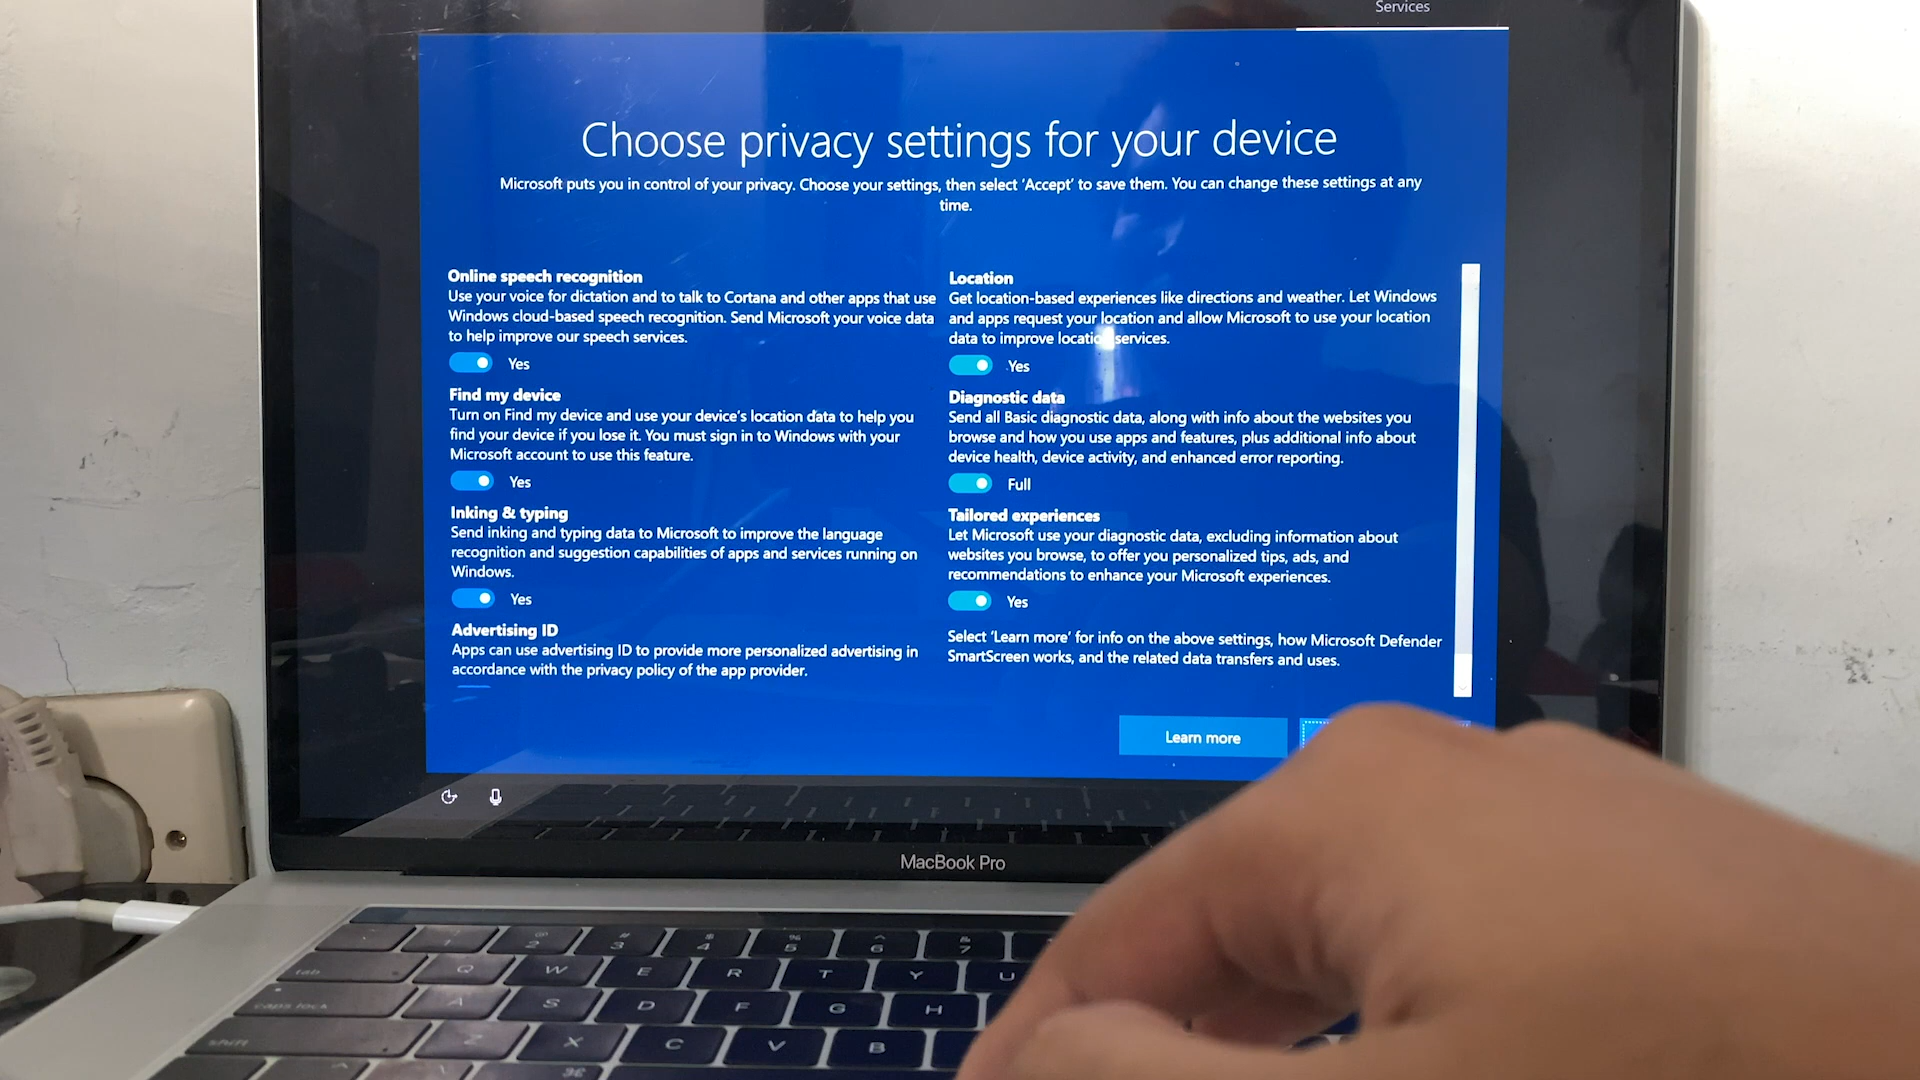 Services
Choose privacy settings for your device
Microsoft puts you in control of your privacy. Choose your settings, then select 'Accept' to save them. You can change these settings at any
time.
Online speech recognition
Use your voice for dictation and to talk to Cortana and other apps that use
Windows cloud-based speech recognition. Send Microsoft your voice data
to help improve our speech services.
Yes
Find my device
Turn on Find my device and use your device's location data to help you
find your device if you lose it. You must sign in to Windows with your
Microsoft account to use this feature.
Yes
Inking & typing
Send inking and typing data to Microsoft to improve the language
recognition and suggestion capabilities of apps and services running on
Windows.
Yes
Advertising ID
Apps can use advertising ID to provide more personalized advertising in
accordance with the privacy policy of the app provider.
Location
Get location-based experiences like directions and weather. Let Windows
and apps request your location and allow Microsoft to use your location
data to improve location services.
Yes
Diagnostic data
Send all Basic diagnostic data, along with info about the websites you
browse and how you use apps and features, plus additional info about
device health, device activity, and enhanced error reporting.
Full
Tailored experiences
Let Microsoft use your diagnostic data, excluding information about
websites you browse, to offer you personalized tips, ads, and
recommendations to enhance your Microsoft experiences.
Yes
Select 'Learn more' for info on the above settings, how Microsoft Defender
SmartScreen works, and the related data transfers and uses.
Learn more
MacBook Pro
! @ 2 # 3 $ 4 % 5 ^ 6 & 7
tab Q W E R T Y U
caps lock A S D F G H
shift Z X C V B
⌘